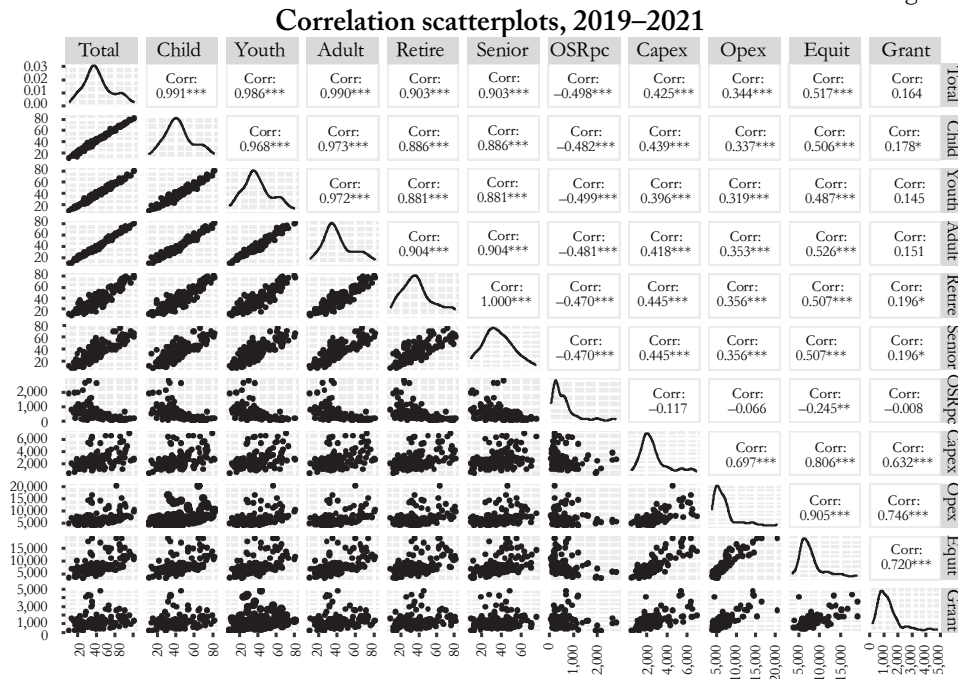 g
Correlation scatterplots, 2019–2021
Total Child Youth Adult Retire Senior OSRpc Capex Opex Equit Grant
0.03
0.02
0.01
0.00
Corr: Corr: Corr: Corr: Corr: Corr: Corr: Corr: Corr: Corr:
0.991*** 0.986*** 0.990*** 0.903*** 0.903*** –0.498*** 0.425*** 0.344*** 0.517*** 0.164
Total
80
60
40
20
Corr: Corr: Corr: Corr: Corr: Corr: Corr: Corr: Corr:
0.968*** 0.973*** 0.886*** 0.886*** –0.482*** 0.439*** 0.337*** 0.506*** 0.178*
Child
80
60
40
20
Corr: Corr: Corr: Corr: Corr: Corr: Corr: Corr:
0.972*** 0.881*** 0.881*** –0.499*** 0.396*** 0.319*** 0.487*** 0.145
Youth
80
60
40
20
Corr: Corr: Corr: Corr: Corr: Corr: Corr:
0.904*** 0.904*** –0.481*** 0.418*** 0.353*** 0.526*** 0.151
Adult
80
60
40
20
Corr: Corr: Corr: Corr: Corr: Corr:
1.000*** –0.470*** 0.445*** 0.356*** 0.507*** 0.196*
Retire
80
60
40
20
Corr: Corr: Corr: Corr: Corr:
–0.470*** 0.445*** 0.356*** 0.507*** 0.196*
Senior
2,000
1,000
0
Corr: Corr: Corr: Corr:
–0.117 –0.066 –0.245** –0.008
OSRpc
6,000
4,000
2,000
Corr: Corr: Corr:
0.697*** 0.806*** 0.632***
Capex
20,000
15,000
10,000
5,000
Corr: Corr:
0.905*** 0.746***
Opex
15,000
10,000
5,000
Corr:
0.720***
Equit
5,000
3,000
1,000
0
Grant
20 40 60 80 20 40 60 80 20 40 60 20 40 60 80 20 40 60 80 20 40 60 0 1,000 2,000 2,000 4,000 6,000 5,000 10,000 15,000 20,000 5,000 10,000 15,000 0 1,000 2,000 3,000 4,000 5,000